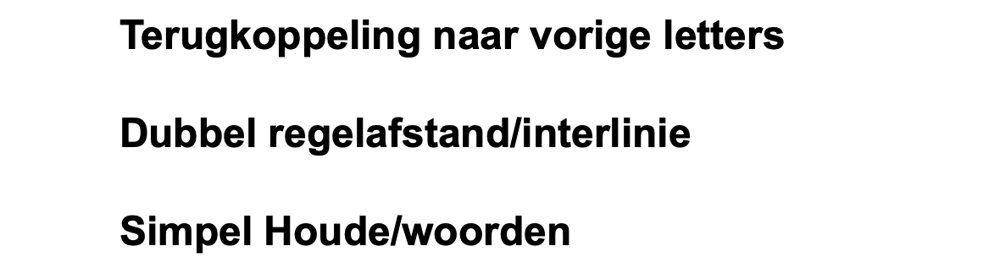 Terugkoppeling naar vorige letters
Dubbel regelafstand/interlinie
Simpel Houde/woorden